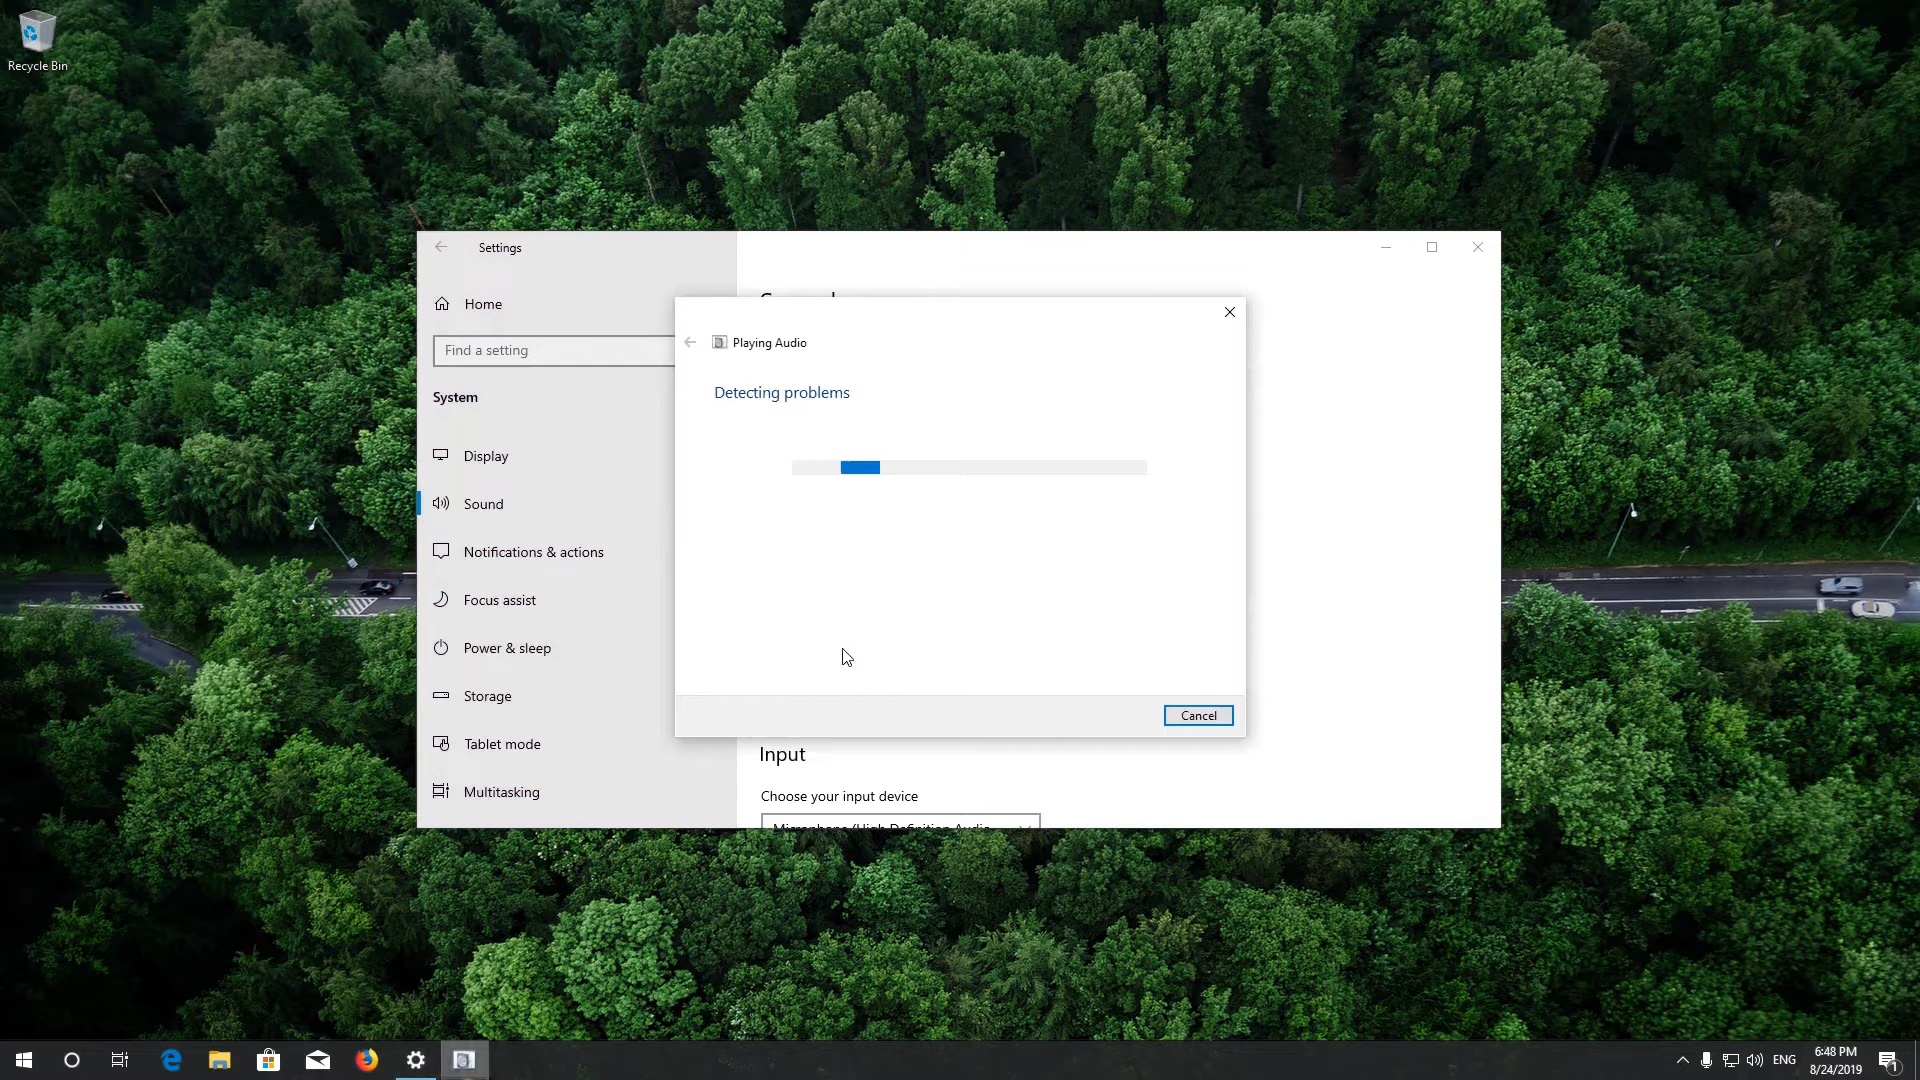 Recycle Bin
Settings
Home
Find a setting
System
Display
Sound
Notifications & actions
Focus assist
Power & sleep
Storage
Tablet mode
Multitasking
Playing Audio
Detecting problems
Cancel
Input
Choose your input device
Microphone (High Definition Audio
ENG
6:48 PM
8/24/2019
1